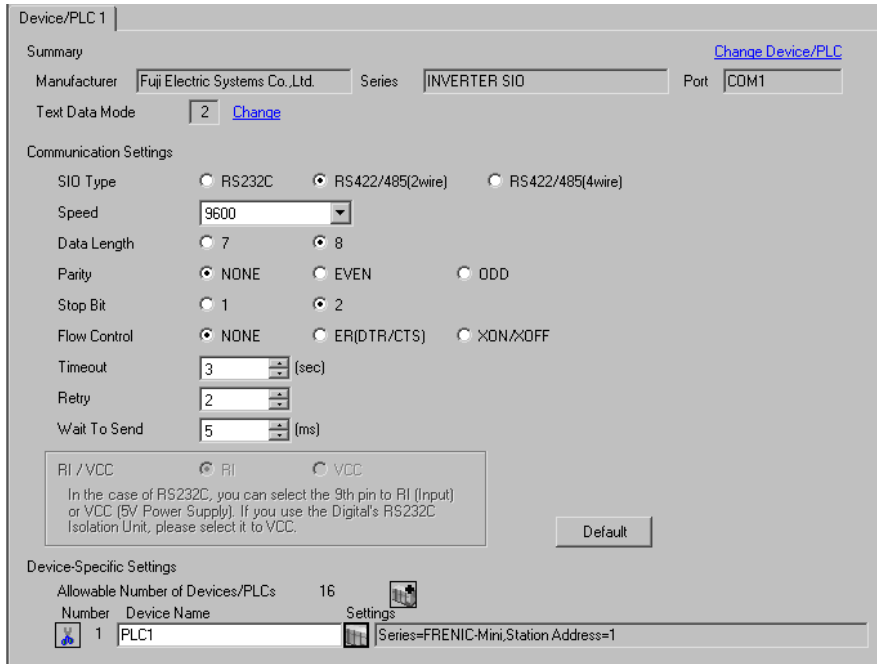 Device/PLC 1
Summary Change Device/PLC
Manufacturer Fuji Electric Systems Co.,Ltd. Series INVERTER SIO Port COM1
Text Data Mode 2 Change
Communication Settings
SIO Type RS232C RS422/485(2wire) RS422/485(4wire)
Speed 9600
Data Length 7 8
Parity NONE EVEN ODD
Stop Bit 1 2
Flow Control NONE ER(DTR/CTS) XON/XOFF
Timeout 3 (sec)
Retry 2
Wait To Send 5 (ms)
RI / VCC RI VCC
In the case of RS232C, you can select the 9th pin to RI (Input)
or VCC (5V Power Supply). If you use the Digital's RS232C
Isolation Unit, please select it to VCC.
Default
Device-Specific Settings
Allowable Number of Devices/PLCs 16
Number Device Name Settings
1 PLC1 Series=FRENIC-Mini,Station Address=1